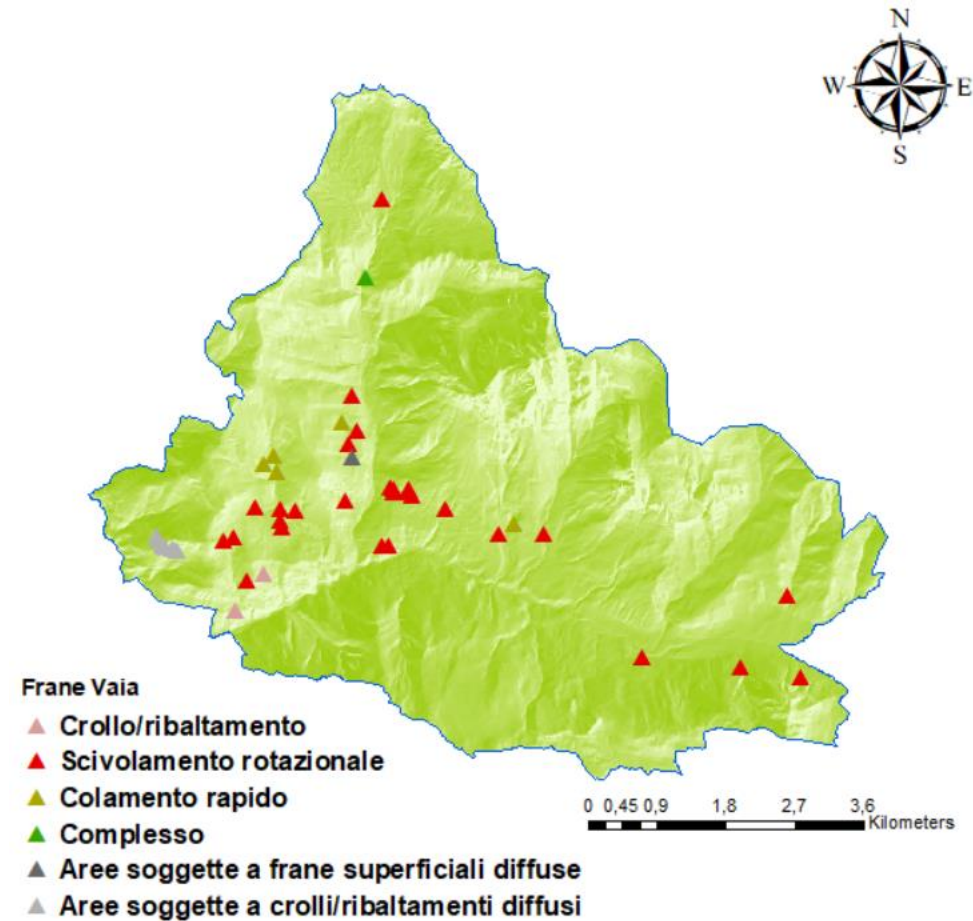 N
W E
S
Frane Vaia
Crollo/ribaltamento
Scivolamento rotazionale
Colamento rapido
Complesso
Aree soggette a frane superficiali diffuse
Aree soggette a crolli/ribaltamenti diffusi
0 0,45 0,9 1,8 2,7 3,6
Kilometers